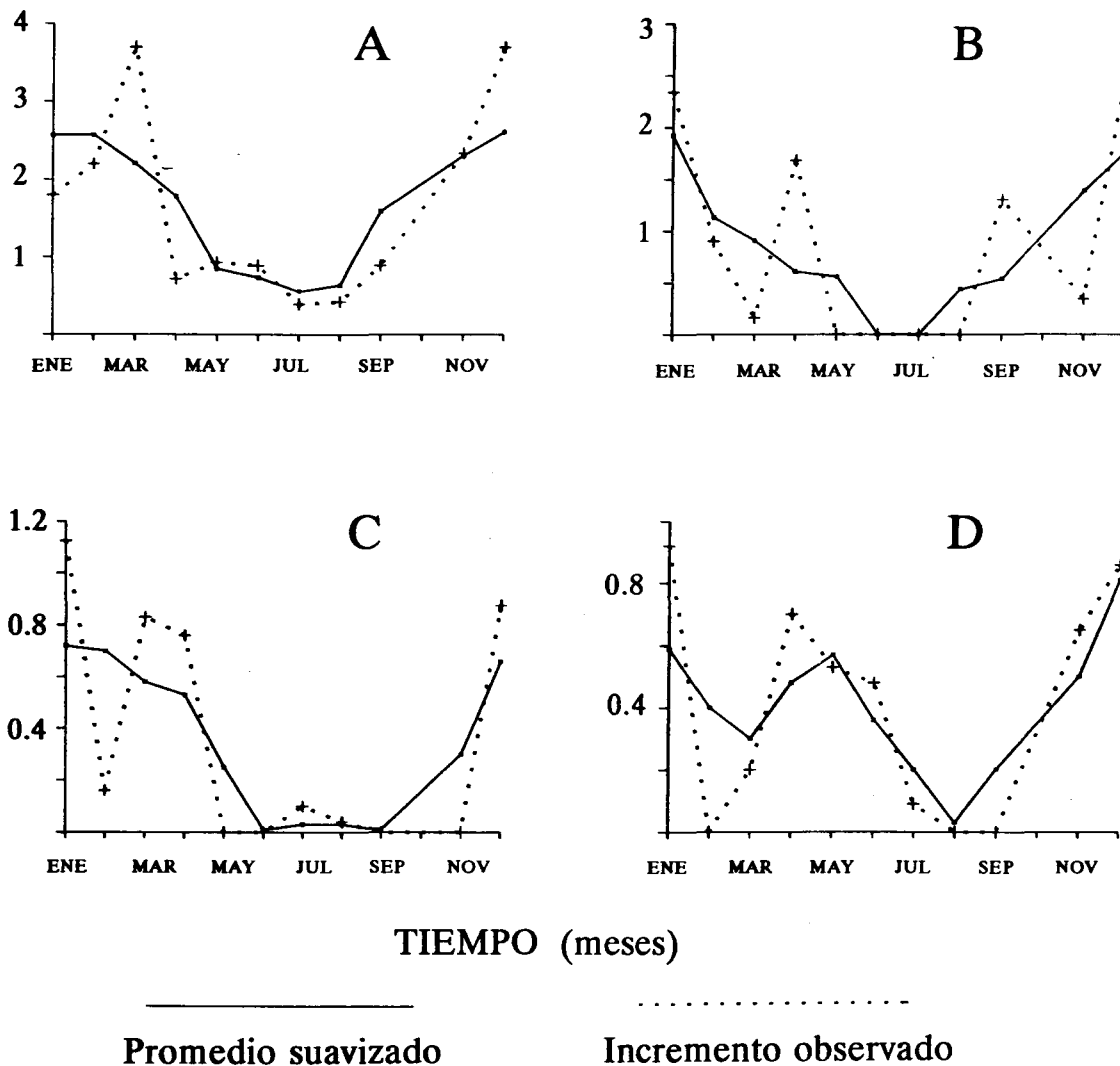 A
4
3
2
1
ENE MAR MAY JUL SEP NOV
B
3
2
1
ENE MAR MAY JUL SEP NOV
C
1.2
0.8
0.4
ENE MAR MAY JUL SEP NOV
D
0.8
0.4
ENE MAR MAY JUL SEP NOV
TIEMPO (meses)
Promedio suavizado
Incremento observado